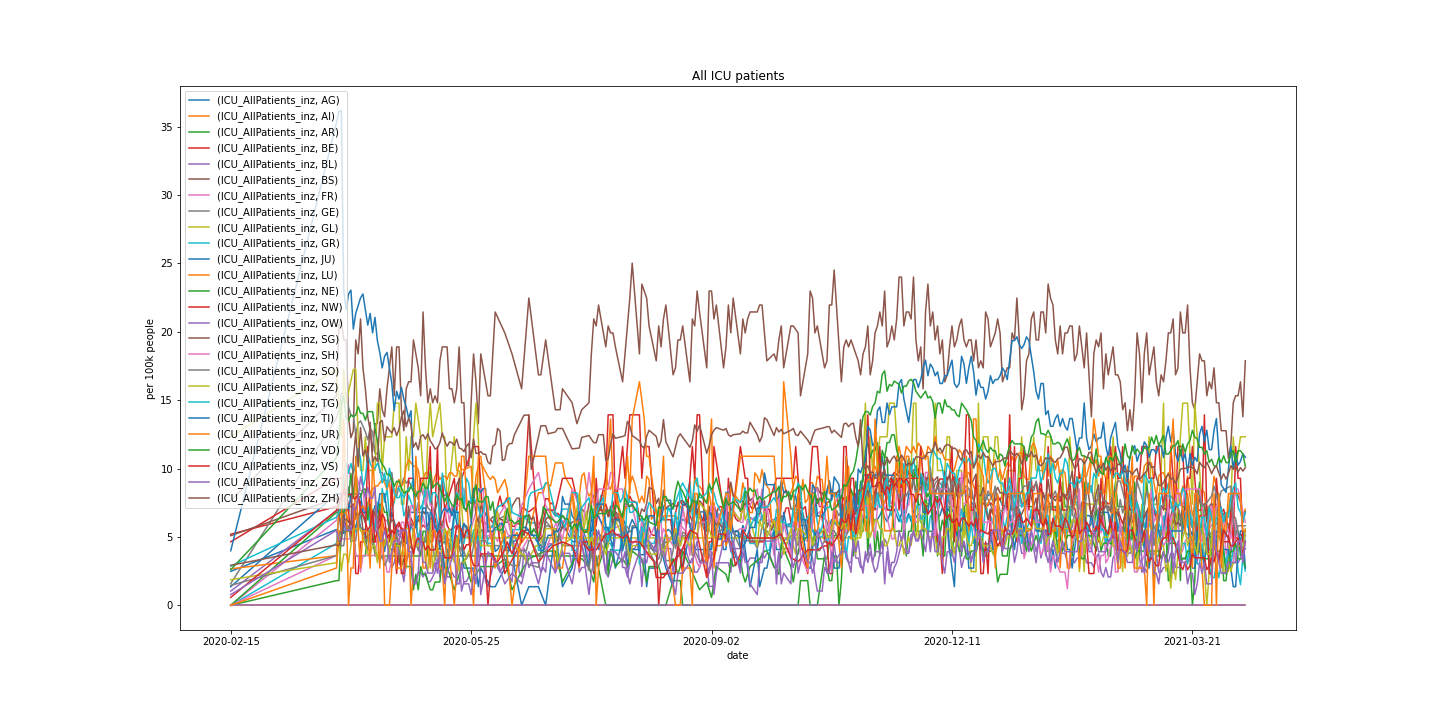 All ICU patients
(ICU_AllPatients_inz, AG)
(ICU_AllPatients_inz, AI)
(ICU_AllPatients_inz, AR)
(ICU_AllPatients_inz, BE)
(ICU_AllPatients_inz, BL)
(ICU_AllPatients_inz, BS)
(ICU_AllPatients_inz, FR)
(ICU_AllPatients_inz, GE)
(ICU_AllPatients_inz, GL)
(ICU_AllPatients_inz, GR)
(ICU_AllPatients_inz, JU)
(ICU_AllPatients_inz, LU)
(ICU_AllPatients_inz, NE)
(ICU_AllPatients_inz, NW)
(ICU_AllPatients_inz, OW)
(ICU_AllPatients_inz, SG)
(ICU_AllPatients_inz, SH)
(ICU_AllPatients_inz, SO)
(ICU_AllPatients_inz, SZ)
(ICU_AllPatients_inz, TG)
(ICU_AllPatients_inz, TI)
(ICU_AllPatients_inz, UR)
(ICU_AllPatients_inz, VD)
(ICU_AllPatients_inz, VS)
(ICU_AllPatients_inz, ZG)
(ICU_AllPatients_inz, ZH)
per 100k people
35
30
25
20
15
10
5
0
2020-02-15
2020-05-25
2020-09-02
2020-12-11
2021-03-21
date